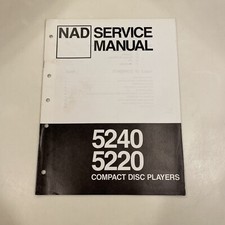 NAD SERVICE
MANUAL
5240
5220
COMPACT DISC PLAYERS